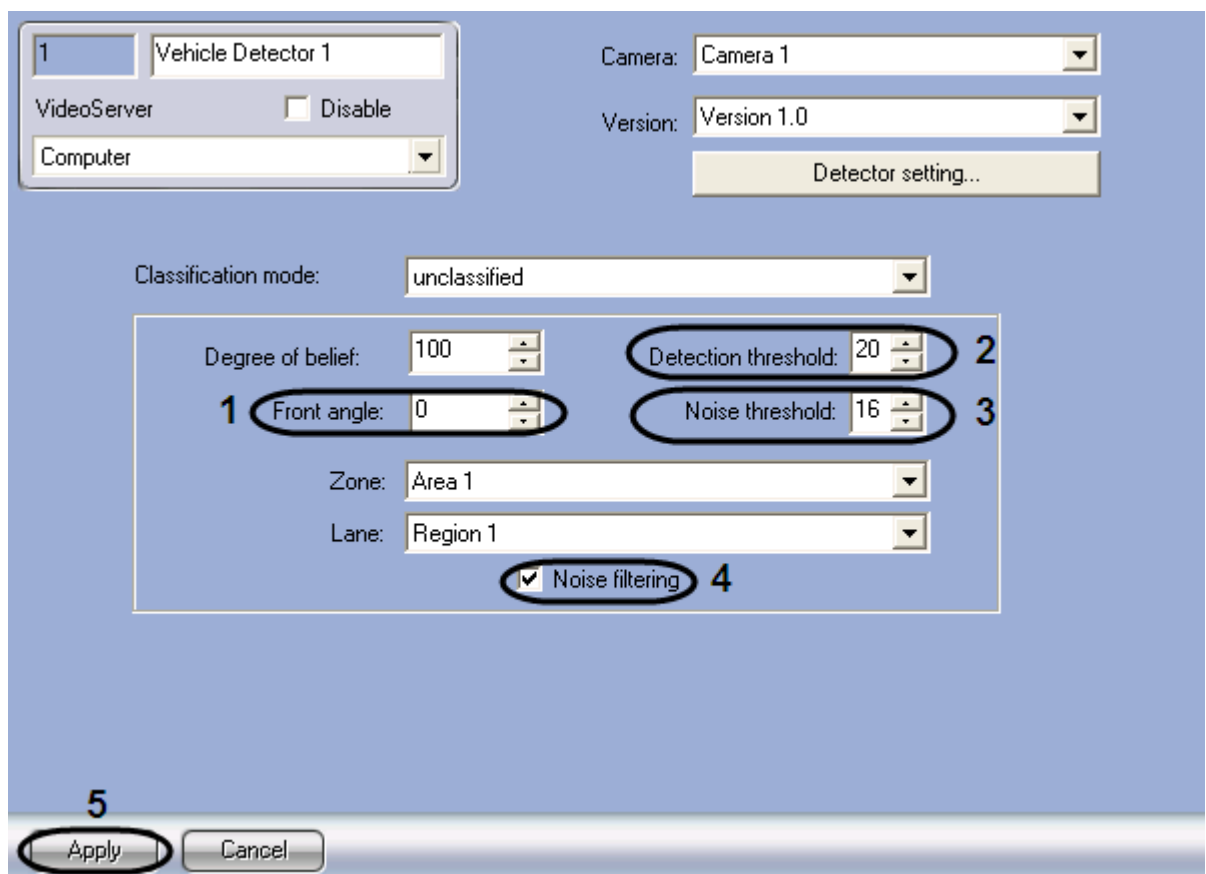 1 Vehicle Detector 1
Camera: Camera 1
VideoServer Disable
Version: Version 1.0
Computer
Detector setting...
Classification mode: unclassified
Degree of belief: 100
Detection threshold: 20 2
1 Front angle: 0
Noise threshold: 16 3
Zone: Area 1
Lane: Region 1
Noise filtering 4
5
Apply Cancel